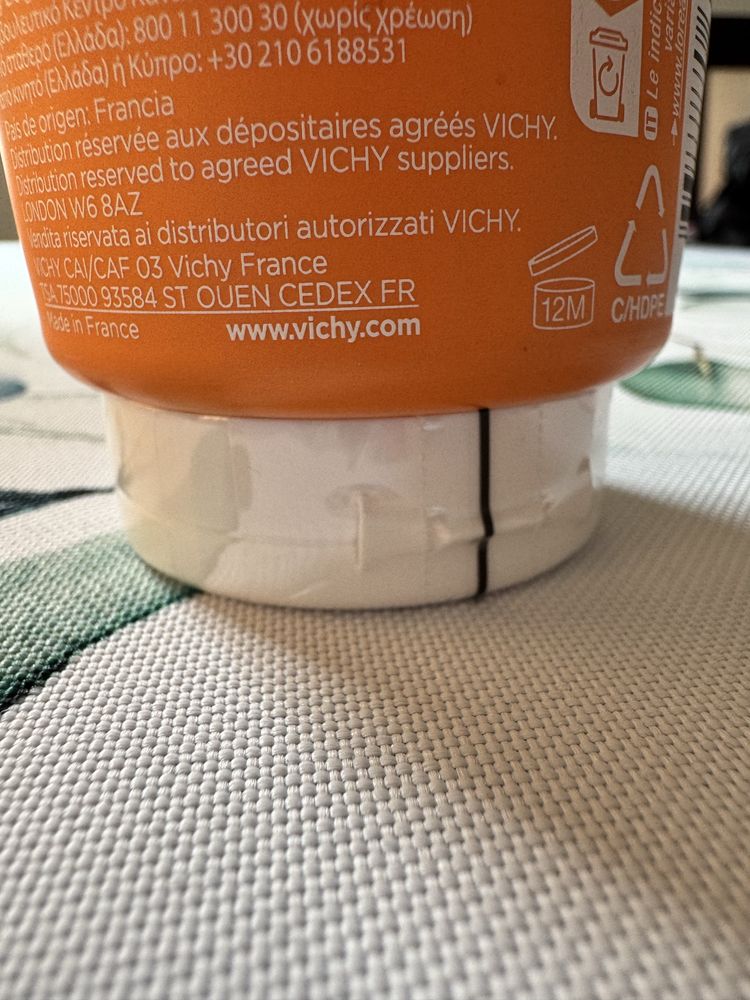 800 11 300 30 (χωρίς χρέωση)
κινητό (Ελλάδα) ή Κύπρο: +30 210 6188531
País de origen: Francia
Distribution réservée aux dépositaires agréés VICHY.
Distribution reserved to agreed VICHY suppliers.
LONDON W6 8AZ
Vendita riservata ai distributori autorizzati VICHY.
VICHY CAI/CAF 03 Vichy France
TSA 75000 93584 ST OUEN CEDEX FR
Made in France
www.vichy.com
12M
C/HDPE
IT Le